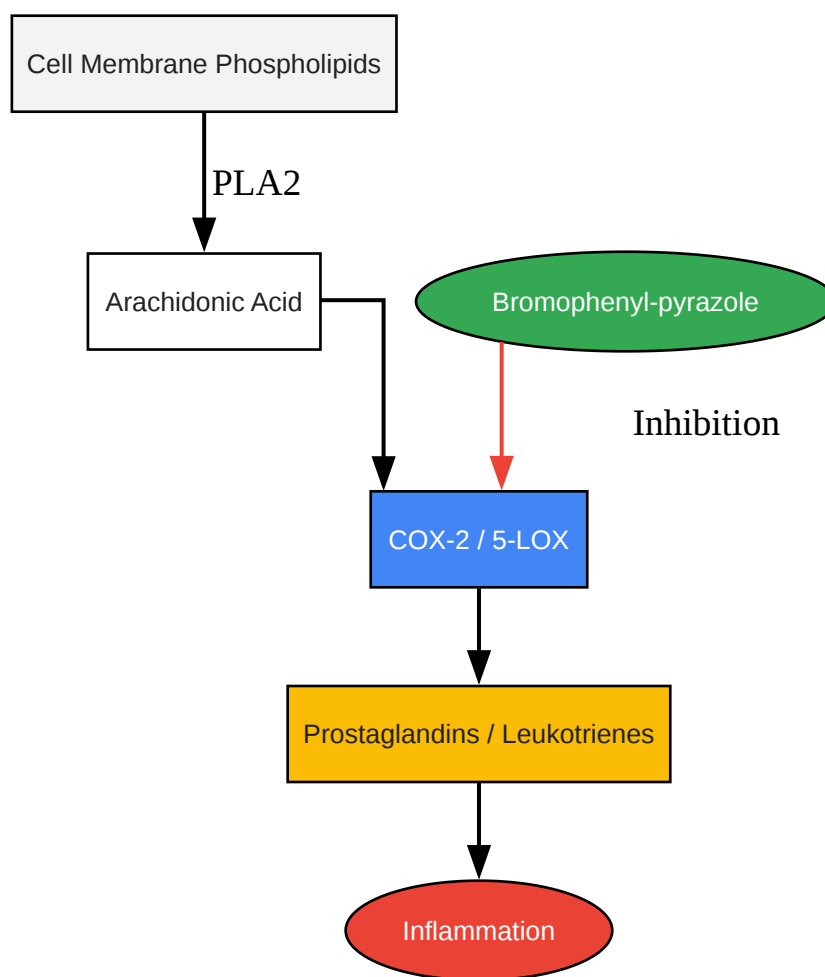 Cell Membrane Phospholipids
PLA2
Arachidonic Acid
Bromophenyl-pyrazole
Inhibition
COX-2 / 5-LOX
Prostaglandins / Leukotrienes
Inflammation